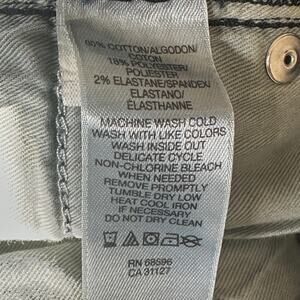 80% COTTON/ALGODON/
COTON
18% POLYESTER/
POLIESTER
2% ELASTANE/SPANDEX/
ELASTANO/
ÉLASTHANNE
MACHINE WASH COLD
WASH WITH LIKE COLORS
WASH INSIDE OUT
DELICATE CYCLE
NON-CHLORINE BLEACH
WHEN NEEDED
REMOVE PROMPTLY
TUMBLE DRY LOW
HEAT COOL IRON
IF NECESSARY
DO NOT DRY CLEAN
RN 68596
CA 31127